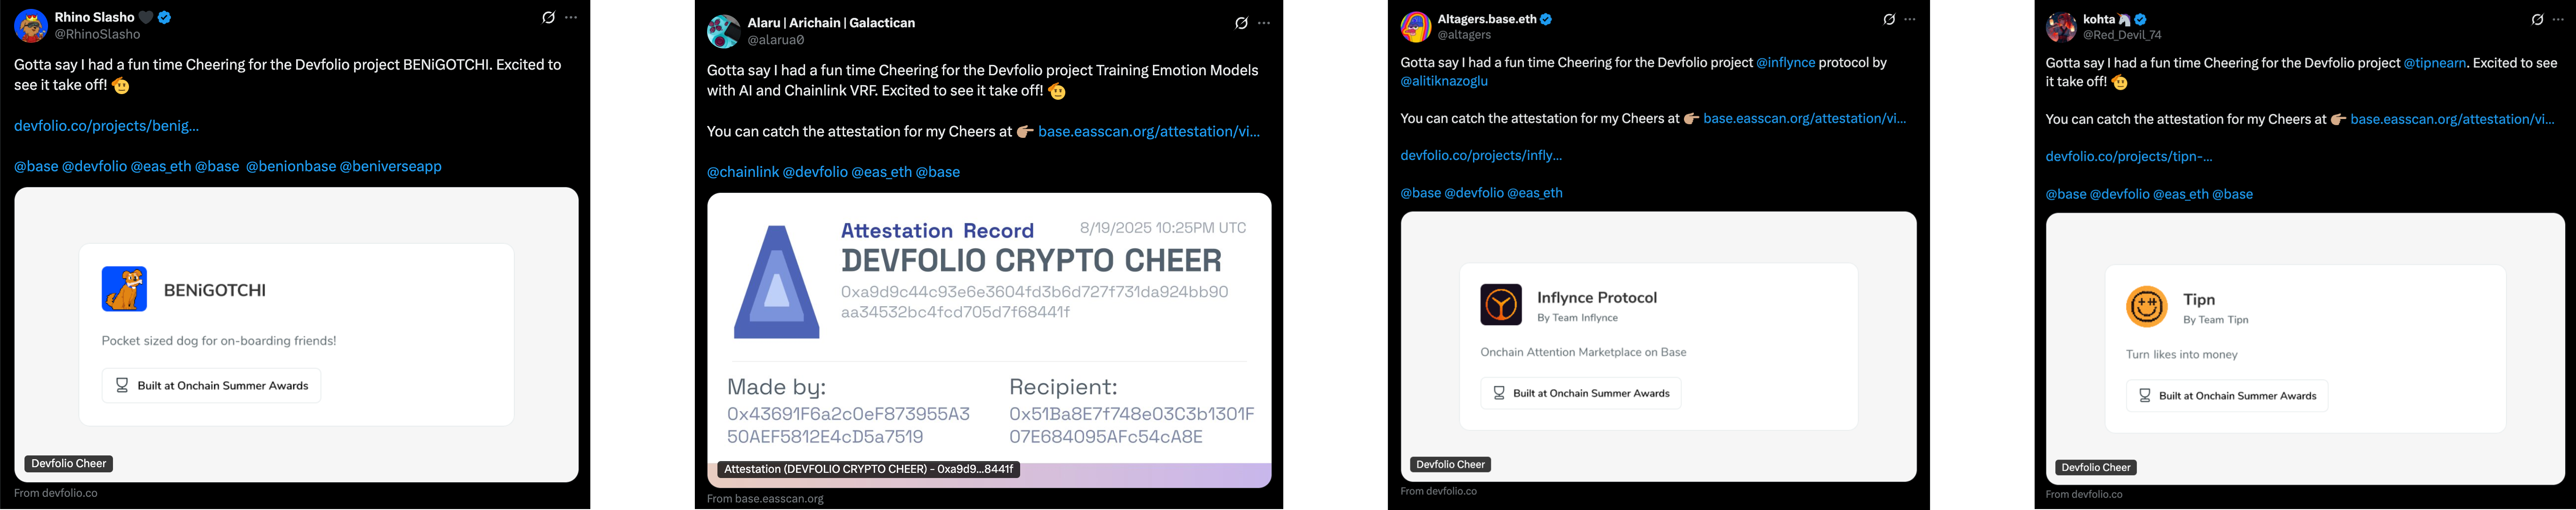 Rhino Slasho 🖤
@RhinoSlasho
Gotta say I had a fun time Cheering for the Devfolio project BENiGOTCHI. Excited to
see it take off! 🫡
devfolio.co/projects/benig...
@base @devfolio @eas_eth @base @benionbase @beniverseapp
BENiGOTCHI
Pocket sized dog for on-boarding friends!
Built at Onchain Summer Awards
Devfolio Cheer
From devfolio.co
Alaru | Arichain | Galactican
@alarua0
Gotta say I had a fun time Cheering for the Devfolio project Training Emotion Models
with AI and Chainlink VRF. Excited to see it take off! 🫡
You can catch the attestation for my Cheers at 👉🏼 base.easscan.org/attestation/vi...
@chainlink @devfolio @eas_eth @base
Attestation Record
8/19/2025 10:25PM UTC
DEVFOLIO CRYPTO CHEER
0xa9d9c44c93e6e3604fd3b6d727f731da924bb90
aa34532bc4fcd705d7f68441f
Made by:
0x43691F6a2c0eF873955A3
50AEF5812E4cD5a7519
Recipient:
0x51Ba8E7f748e03C3b1301F
07E684095AFc54cA8E
Attestation (DEVFOLIO CRYPTO CHEER) - 0xa9d9...8441f
From base.easscan.org
Altagers.base.eth
@altagers
Gotta say I had a fun time Cheering for the Devfolio project @inflynce protocol by
@alitiknazoglu
You can catch the attestation for my Cheers at 👉🏼 base.easscan.org/attestation/vi...
devfolio.co/projects/infly...
@base @devfolio @eas_eth
Inflynce Protocol
By Team Inflynce
Onchain Attention Marketplace on Base
Built at Onchain Summer Awards
Devfolio Cheer
From devfolio.co
kohta 🦄
@Red_Devil_74
Gotta say I had a fun time Cheering for the Devfolio project @tipnearn. Excited to see
it take off! 🫡
You can catch the attestation for my Cheers at 👉🏼 base.easscan.org/attestation/vi...
devfolio.co/projects/tipn-...
@base @devfolio @eas_eth @base
Tipn
By Team Tipn
Turn likes into money
Built at Onchain Summer Awards
Devfolio Cheer
From devfolio.co